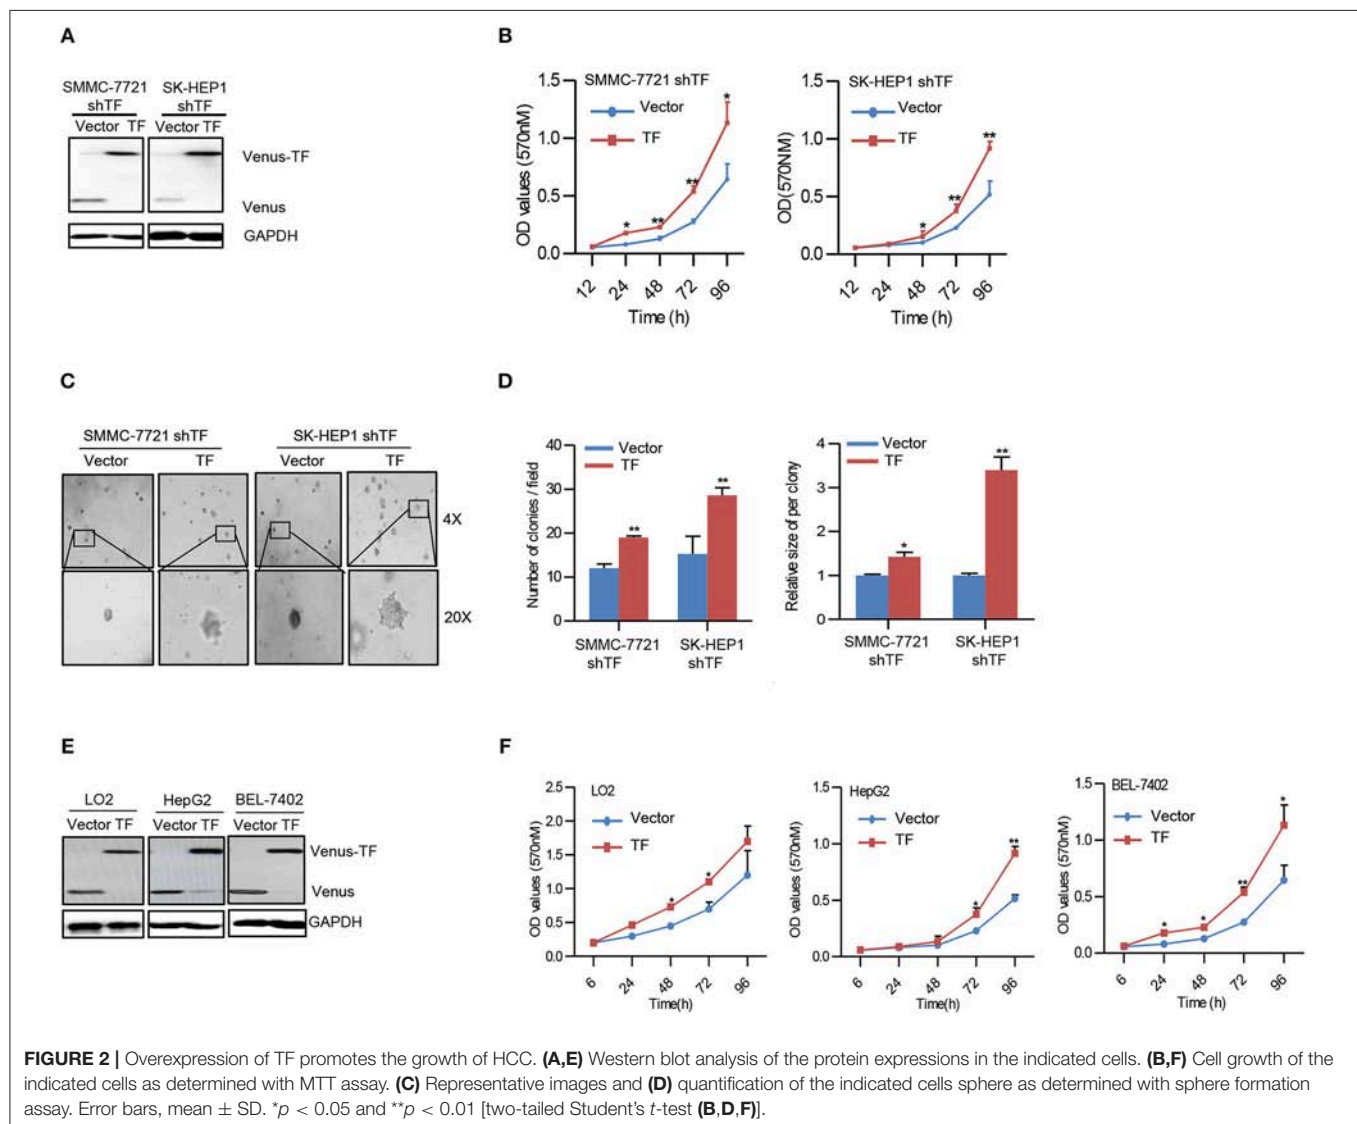 A
SMMC-7721 SK-HEP1
shTF shTF
Vector TF Vector TF
Venus-TF
Venus
GAPDH
B
SMMC-7721 shTF
Vector
TF
OD values (570nM)
1.5
1.0
0.5
0.0
* ** ** *
12 24 48 72 96
Time (h)
SK-HEP1 shTF
Vector
TF
OD(570NM)
1.5
1.0
0.5
0.0
* ** **
12 24 48 72 96
Time (h)
C
SMMC-7721 shTF SK-HEP1 shTF
Vector TF Vector TF
4X
20X
D
Vector
TF
Number of clonies / field
40
30
20
10
0
** **
SMMC-7721 SK-HEP1
shTF shTF
Vector
TF
Relative size of per clony
4
3
2
1
0
* **
SMMC-7721 SK-HEP1
shTF shTF
E
LO2 HepG2 BEL-7402
Vector TF Vector TF Vector TF
Venus-TF
Venus
GAPDH
F
LO2
Vector
TF
OD values (570nM)
2.5
2.0
1.5
1.0
0.5
0.0
* *
6 24 48 72 96
Time(h)
HepG2
Vector
TF
OD values (570nM)
1.5
1.0
0.5
0.0
* **
6 24 48 72 96
Time(h)
BEL-7402
Vector
TF
OD values (570nM)
1.5
1.0
0.5
0.0
* * ** *
6 24 48 72 96
Time (h)
FIGURE 2 | Overexpression of TF promotes the growth of HCC. (A,E) Western blot analysis of the protein expressions in the indicated cells. (B,F) Cell growth of the
indicated cells as determined with MTT assay. (C) Representative images and (D) quantification of the indicated cells sphere as determined with sphere formation
assay. Error bars, mean ± SD. *p < 0.05 and **p < 0.01 [two-tailed Student's t-test (B,D,F)].